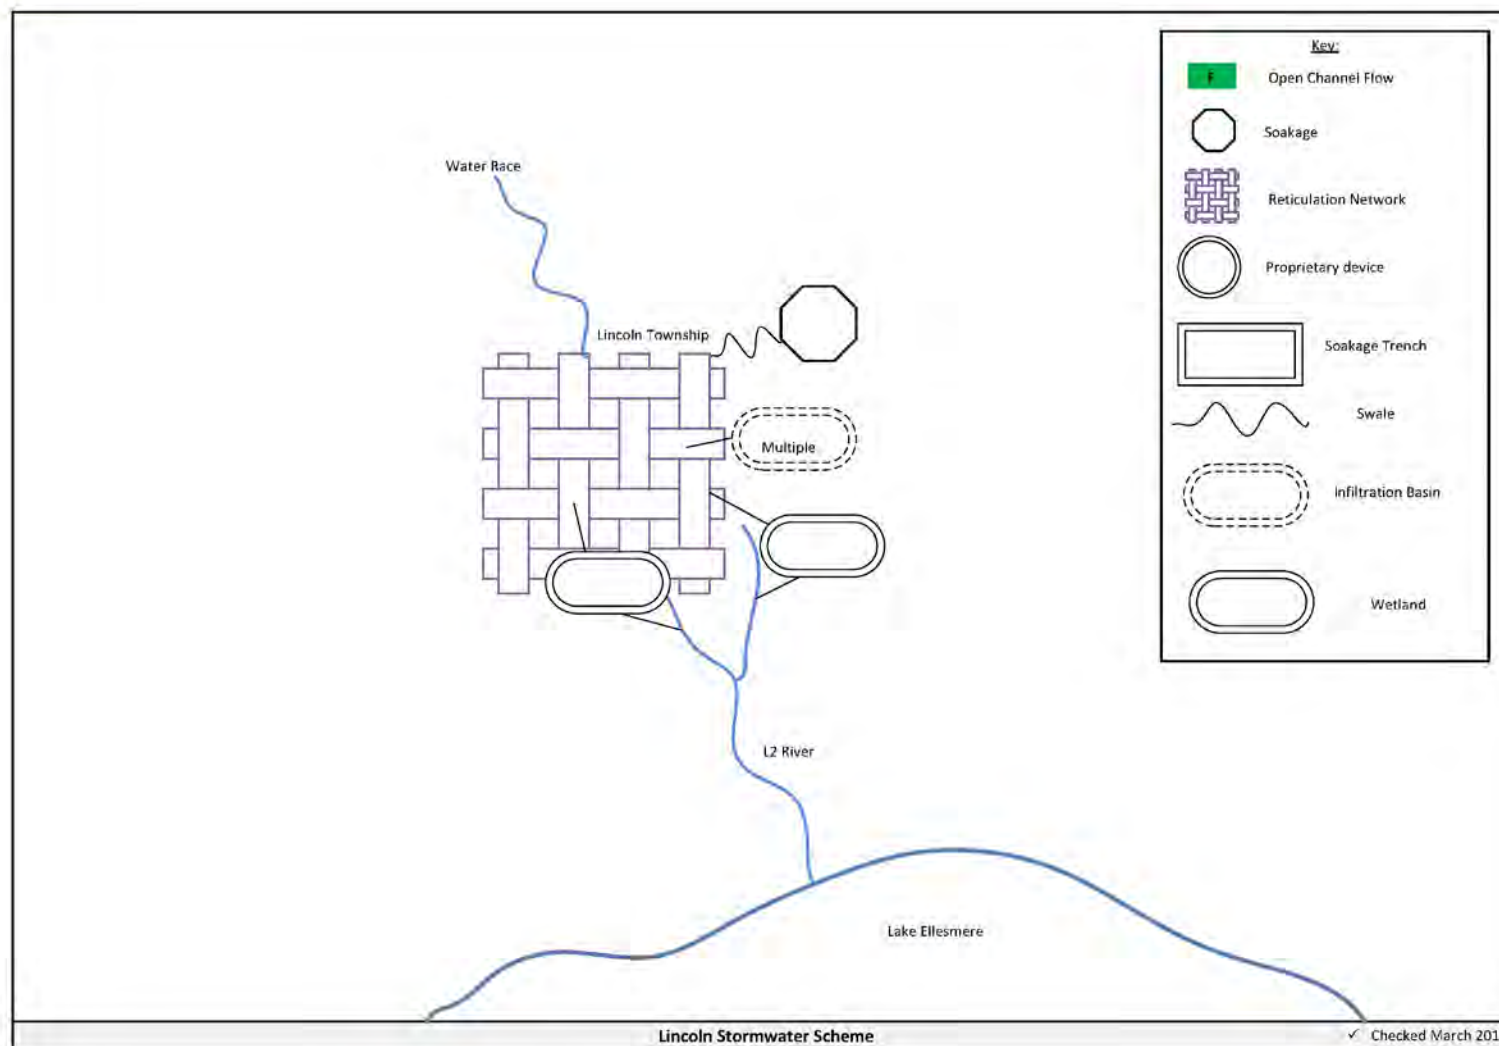 Key:
F Open Channel Flow
Soakage
Reticulation Network
Proprietary device
Soakage Trench
Swale
Infiltration Basin
Wetland
Water Race
Lincoln Township
Multiple
L2 River
Lake Ellesmere
Lincoln Stormwater Scheme
✓ Checked March 201